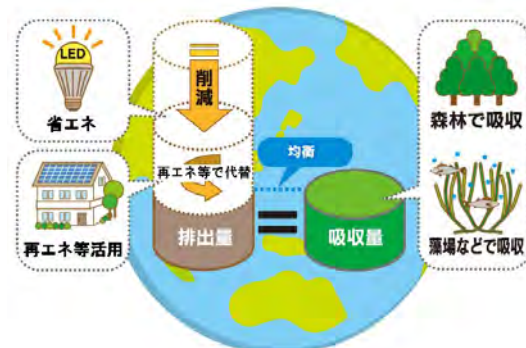 LED
省エネ
再エネ等活用
削減
再エネ等で代替
排出量
均衡
吸収量
森林で吸収
藻場などで吸収